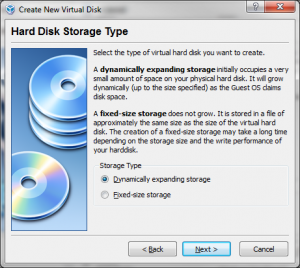 Create New Virtual Disk
Hard Disk Storage Type
Select the type of virtual hard disk you want to create.
A dynamically expanding storage initially occupies a very
small amount of space on your physical hard disk. It will grow
dynamically (up to the size specified) as the Guest OS claims
disk space.
A fixed-size storage does not grow. It is stored in a file of
approximately the same size as the size of the virtual hard
disk. The creation of a fixed-size storage may take a long time
depending on the storage size and the write performance of
your harddisk.
Storage Type
Dynamically expanding storage
Fixed-size storage
< Back
Next >
Cancel